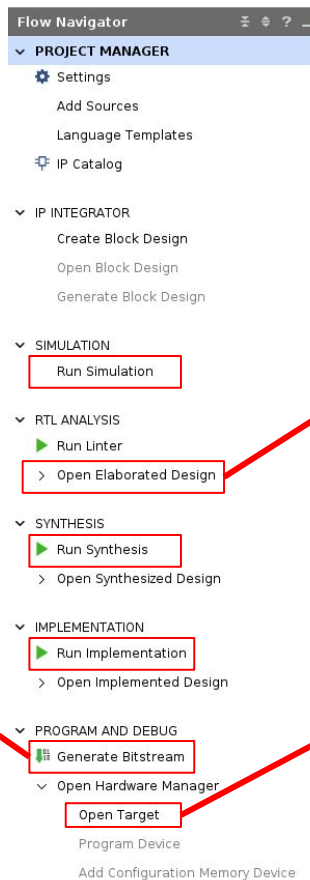 Flow Navigator
PROJECT MANAGER
Settings
Add Sources
Language Templates
IP Catalog
IP INTEGRATOR
Create Block Design
Open Block Design
Generate Block Design
SIMULATION
Run Simulation
RTL ANALYSIS
Run Linter
Open Elaborated Design
SYNTHESIS
Run Synthesis
Open Synthesized Design
IMPLEMENTATION
Run Implementation
Open Implemented Design
PROGRAM AND DEBUG
Generate Bitstream
Open Hardware Manager
Open Target
Program Device
Add Configuration Memory Device